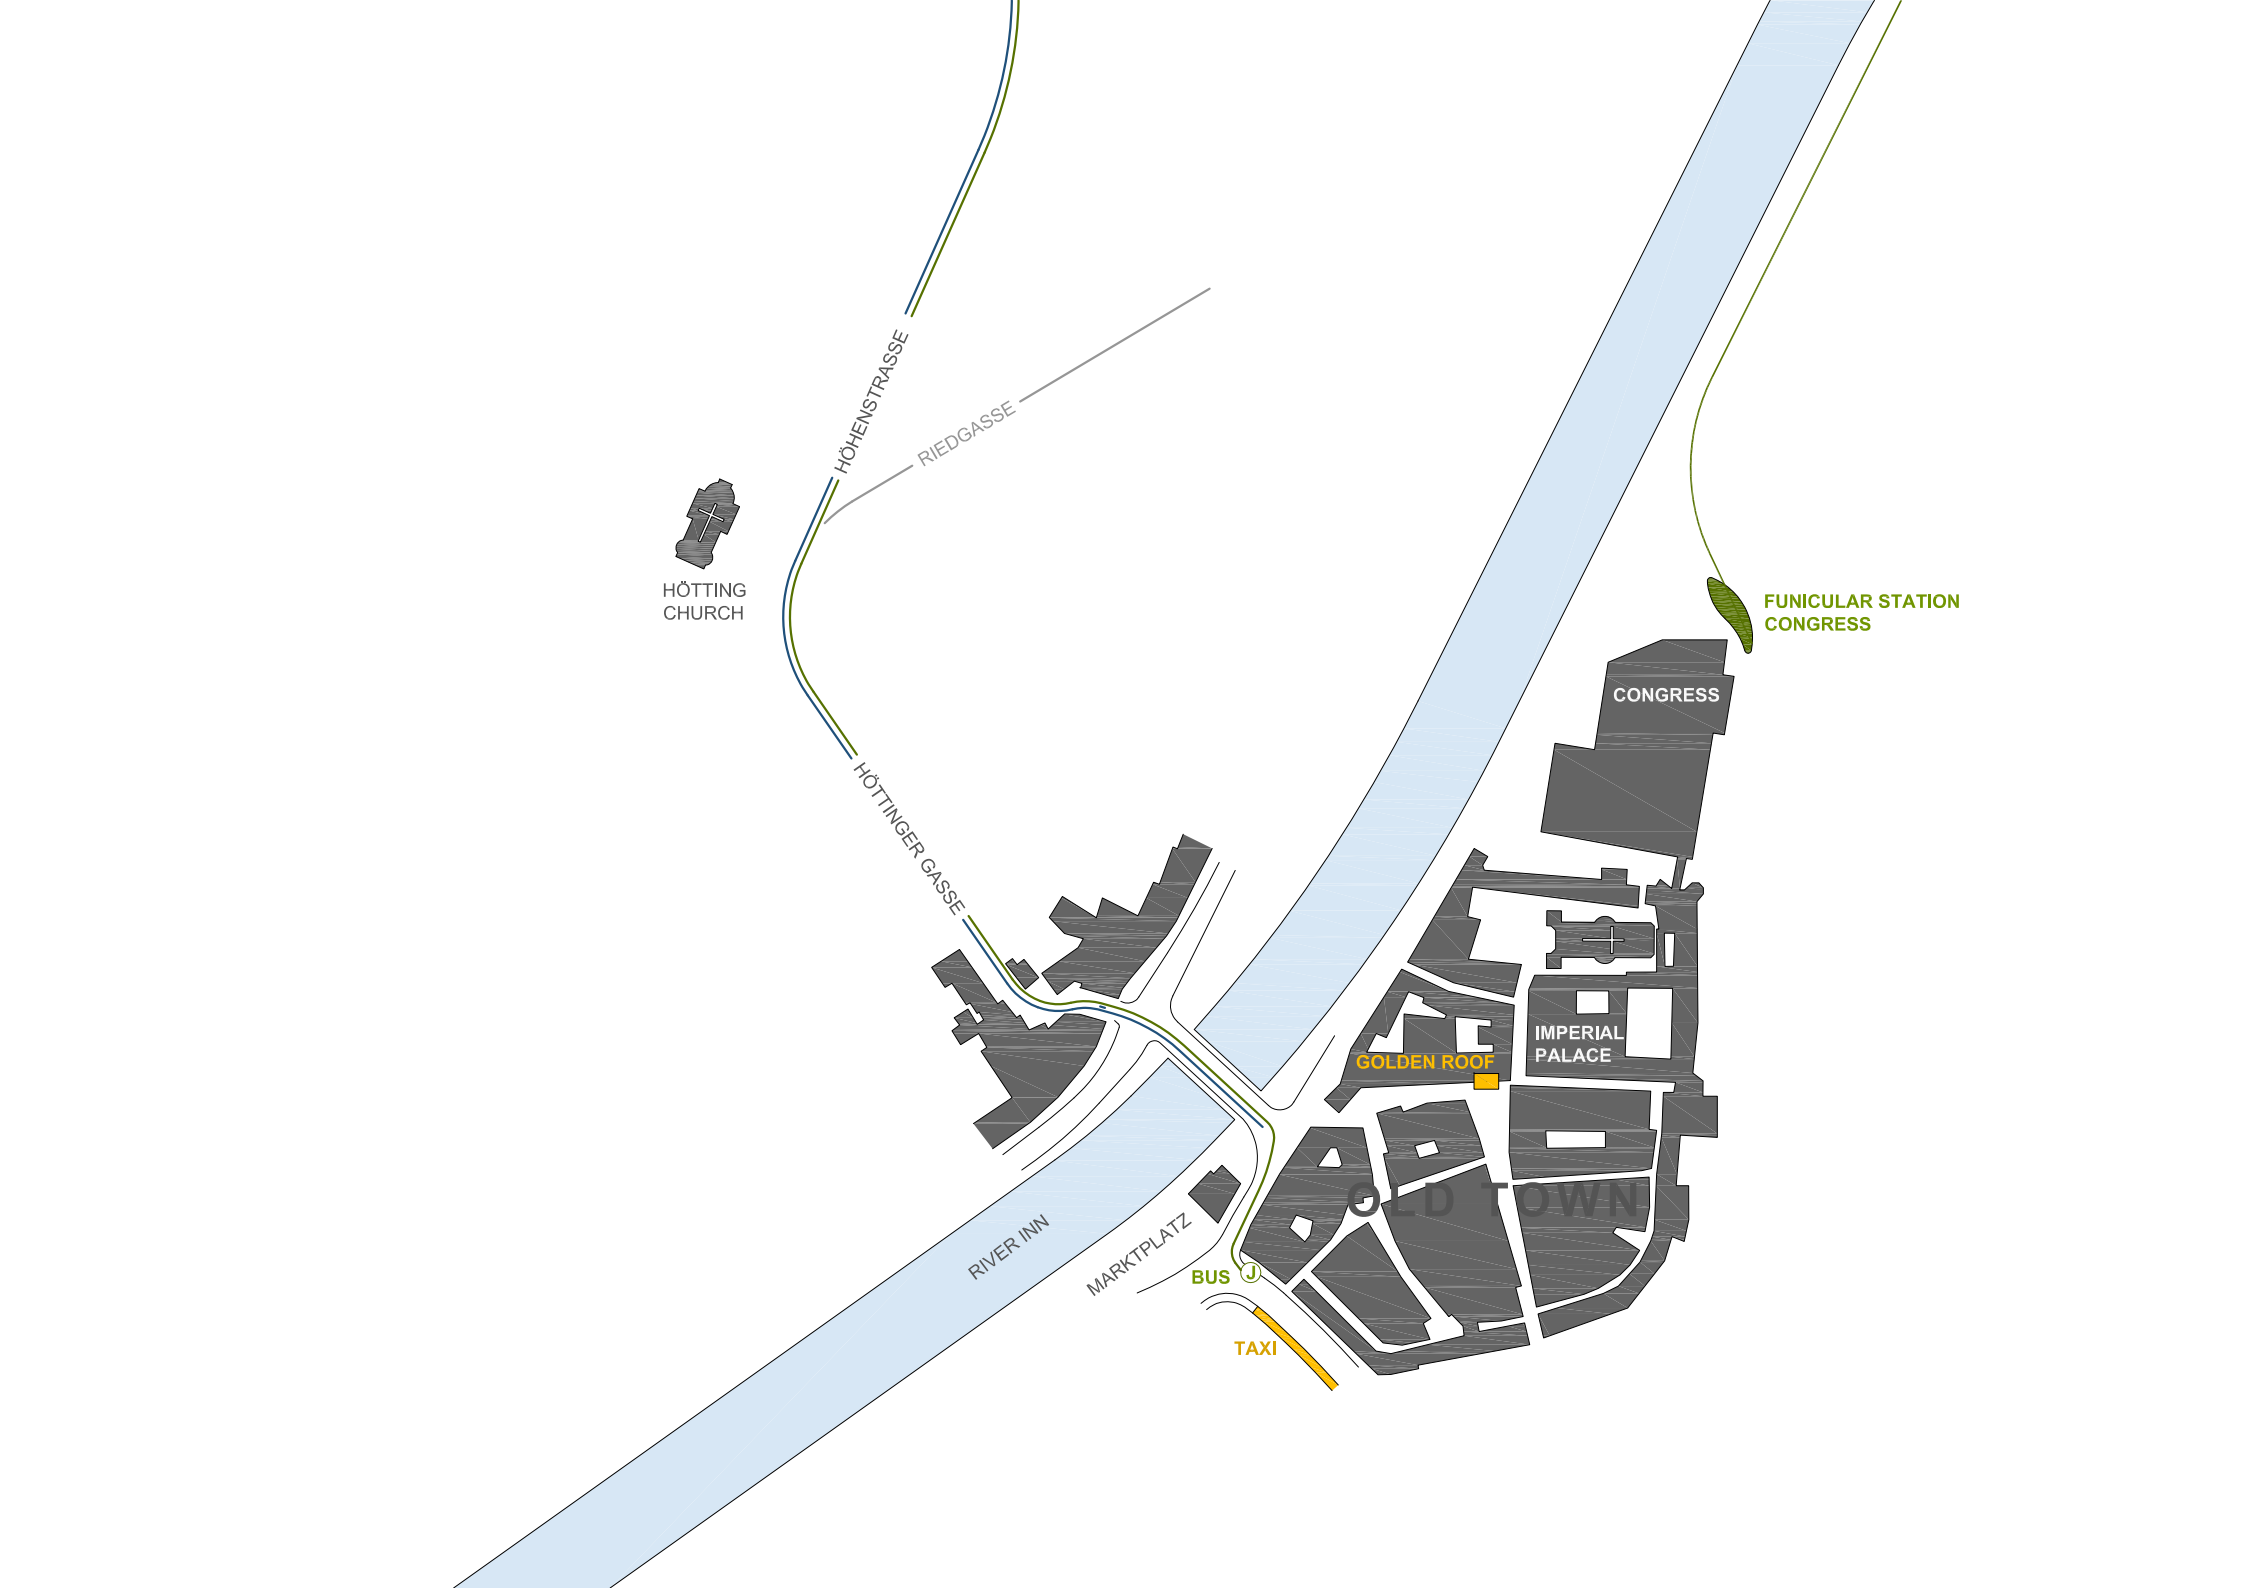 HÖHENSTRASSE
RIEDGASSE
HÖTTING
CHURCH
FUNICULAR STATION
CONGRESS
CONGRESS
HÖTTINGER GASSE
IMPERIAL
PALACE
GOLDEN ROOF
OLD TOWN
RIVER INN
MARKTPLATZ
BUS J
TAXI